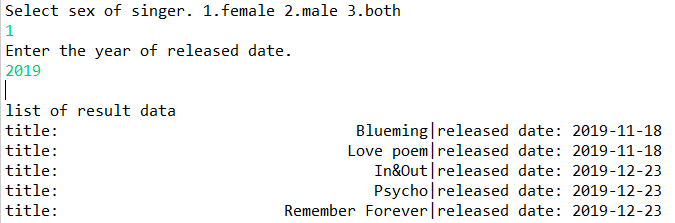 Select sex of singer. 1.female 2.male 3.both
1
Enter the year of released date.
2019
list of result data
title:                                 Blueming|released date: 2019-11-18
title:                                Love poem|released date: 2019-11-18
title:                                   In&Out|released date: 2019-12-23
title:                                   Psycho|released date: 2019-12-23
title:                         Remember Forever|released date: 2019-12-23